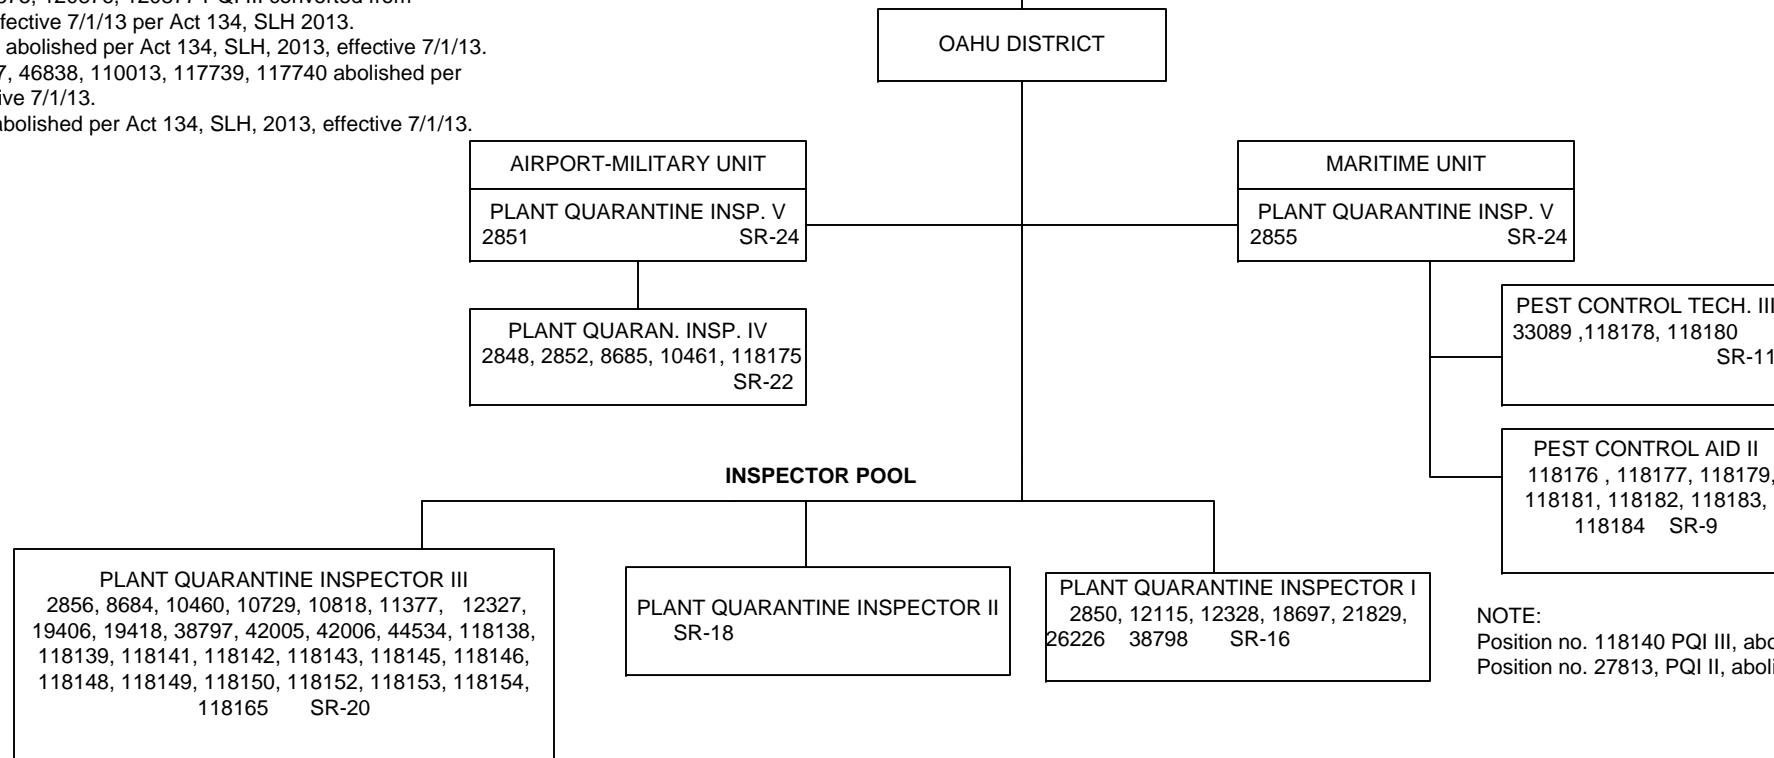 effective 7/1/13 per Act 134, SLH 2013.
abolished per Act 134, SLH, 2013, effective 7/1/13.
46838, 110013, 117739, 117740 abolished per
7/1/13.
abolished per Act 134, SLH, 2013, effective 7/1/13.
OAHU DISTRICT
AIRPORT-MILITARY UNIT
PLANT QUARANTINE INSP. V
2851 SR-24
PLANT QUARAN. INSP. IV
2848, 2852, 8685, 10461, 118175
SR-22
MARITIME UNIT
PLANT QUARANTINE INSP. V
2855 SR-24
PEST CONTROL TECH. III
33089 ,118178, 118180
SR-11
PEST CONTROL AID II
118176 , 118177, 118179,
118181, 118182, 118183,
118184 SR-9
INSPECTOR POOL
PLANT QUARANTINE INSPECTOR III
2856, 8684, 10460, 10729, 10818, 11377, 12327,
19406, 19418, 38797, 42005, 42006, 44534, 118138,
118139, 118141, 118142, 118143, 118145, 118146,
118148, 118149, 118150, 118152, 118153, 118154,
118165 SR-20
PLANT QUARANTINE INSPECTOR II
SR-18
PLANT QUARANTINE INSPECTOR I
2850, 12115, 12328, 18697, 21829,
26226 38798 SR-16
NOTE:
Position no. 118140 PQI III,
Position no. 27813, PQI II,